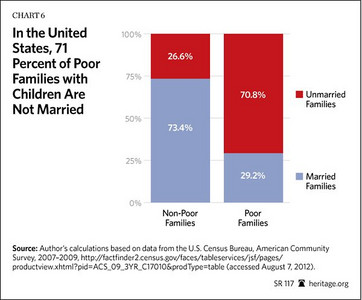 CHART 6
In the United
States, 71
Percent of Poor
Families with
Children Are
Not Married
100%
75%
50%
25%
0%
26.6%
73.4%
70.8%
29.2%
Unmarried
Families
Married
Families
Non-Poor
Families
Poor
Families
Source: Author's calculations based on data from the U.S. Census Bureau, American Community
Survey, 2007–2009, http://factfinder2.census.gov/faces/tableservices/jsf/pages/
productview.xhtml?pid=ACS_09_3YR_C17010&prodType=table (accessed August 7, 2012).
SR 117 heritage.org